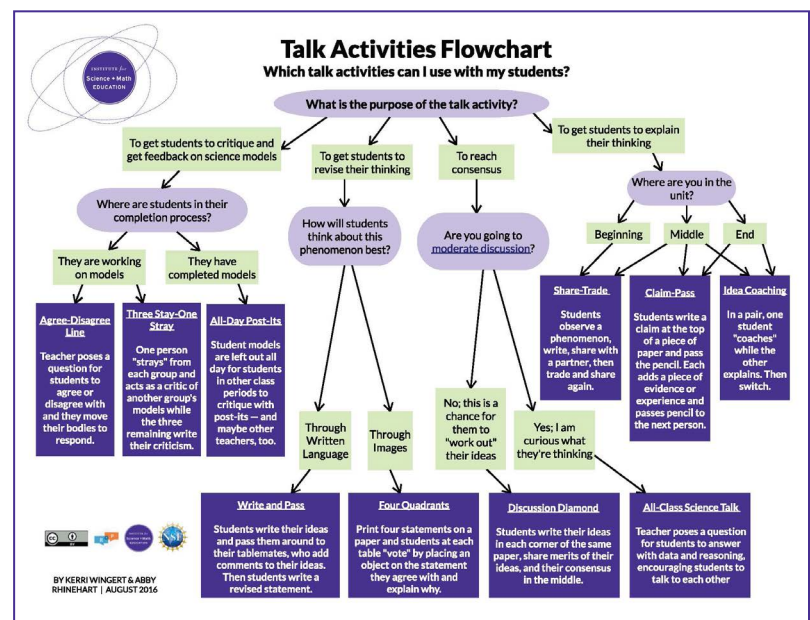 INSTITUTE for
Science + Math
EDUCATION
Talk Activities Flowchart
Which talk activities can I use with my students?
What is the purpose of the talk activity?
To get students to critique and
get feedback on science models
To get students to
revise their thinking
To reach
consensus
To get students to explain
their thinking
Where are students in their
completion process?
How will students
think about this
phenomenon best?
Are you going to
moderate discussion?
Where are you in the
unit?
They are working
on models
They have
completed models
Beginning
Middle
End
Agree-Disagree
Line
Teacher poses a
question for
students to
agree or
disagree with
and they move
their bodies to
respond.
Three Stay-One
Stray
One person
"strays" from
each group and
acts as a critic of
another group's
models while
the three
remaining write
their criticism.
All-Day Post-Its
Student models
are left out all
day for students
in other class
periods to
critique with
post-its — and
maybe other
teachers, too.
Share-Trade
Students
observe a
phenomenon,
write, share with
a partner, then
trade and share
again.
Claim-Pass
Students write a
claim at the top
of a piece of
paper and pass
the pencil. Each
adds a piece of
evidence or
experience and
passes pencil to
the next person.
Idea Coaching
In a pair, one
student
"coaches"
while the
other
explains. Then
switch.
Through
Written
Language
Through
Images
No; this is a
chance for
them to
"work out"
their ideas
Yes; I am
curious what
they're thinking
Write and Pass
Students write their ideas
and pass them around to
their tablemates, who add
comments to their ideas.
Then students write a
revised statement.
Four Quadrants
Print four statements on a
paper and students at each
table "vote" by placing an
object on the statement
they agree with and
explain why.
Discussion Diamond
Students write their ideas
in each corner of the same
paper, share merits of their
ideas, and their consensus
in the middle.
All-Class Science Talk
Teacher poses a question
for students to answer
with data and reasoning,
encouraging students to
talk to each other
cc
BY
NSF
BY KERRI WINGERT & ABBY
RHINEHART | AUGUST 2016